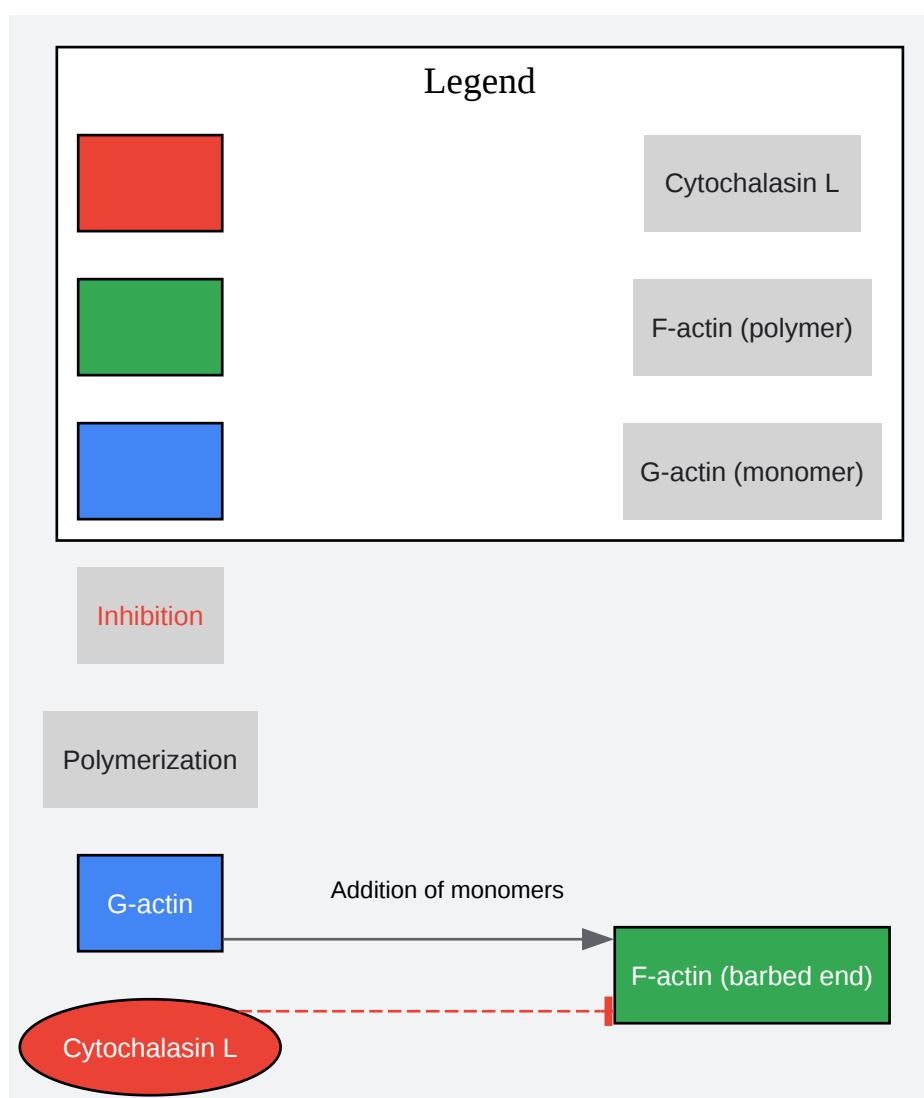 Legend
Cytochalasin L
F-actin (polymer)
G-actin (monomer)
Inhibition
Polymerization
G-actin
Addition of monomers
F-actin (barbed end)
Cytochalasin L